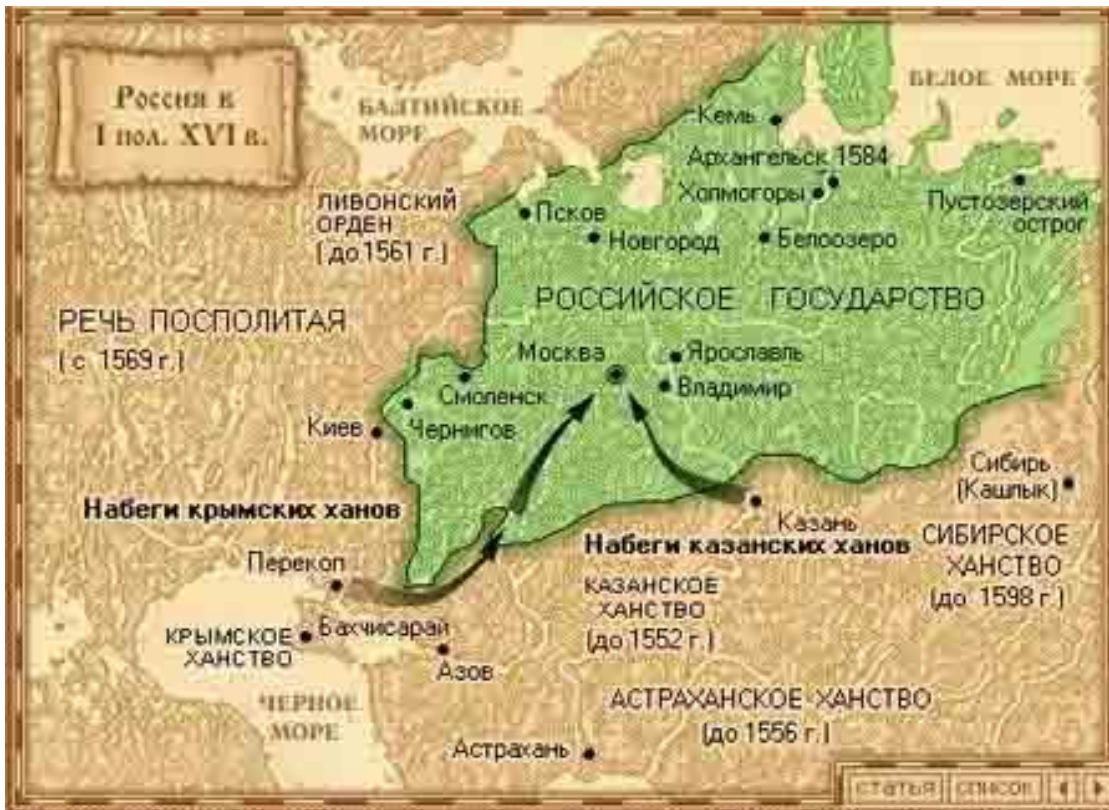 Россия в
I пол. XVI в.
БАЛТИЙСКОЕ
МОРЕ
БЕЛОЕ МОРЕ
Кемь
Архангельск 1584
Холмогоры
Пустозерский
острог
ЛИВОНСКИЙ
ОРДЕН
(до 1561 г.)
Псков
Новгород
Белоозеро
РОССИЙСКОЕ ГОСУДАРСТВО
РЕЧЬ ПОСПОЛИТАЯ
(с 1569 г.)
Москва
Ярославль
Владимир
Смоленск
Чернигов
Киев
Сибирь
(Кашлык)
Набеги крымских ханов
Казань
Набеги казанских ханов
СИБИРСКОЕ
ХАНСТВО
(до 1598 г.)
Перекоп
КАЗАНСКОЕ
ХАНСТВО
(до 1552 г.)
Бахчисарай
КРЫМСКОЕ
ХАНСТВО
Азов
ЧЕРНОЕ
МОРЕ
АСТРАХАНСКОЕ ХАНСТВО
(до 1556 г.)
Астрахань
статья список